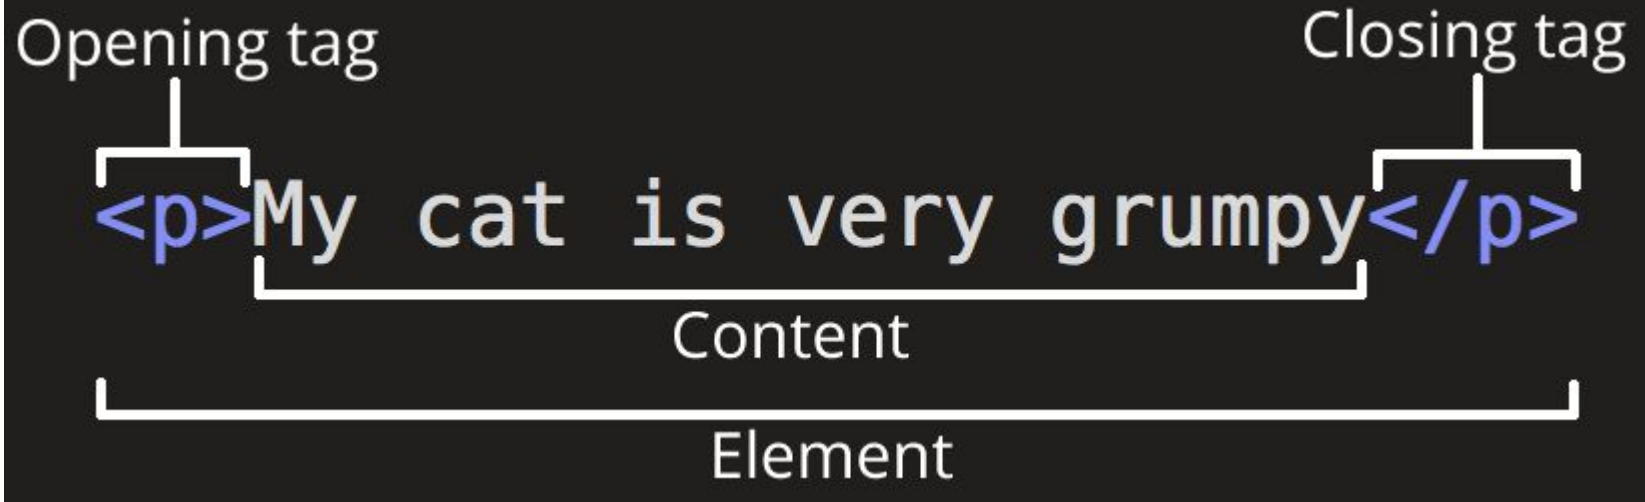 Opening tag
Closing tag
<p>My cat is very grumpy</p>
Content
Element